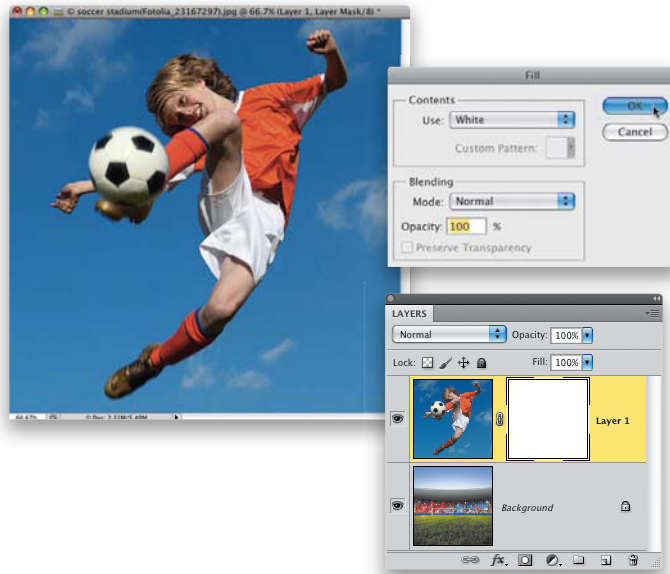 © soccer stadium(Fotolia_23167297).jpg @ 66.7% (Layer 1, Layer Mask/8) *
66.67%
Fill
Contents
Use: White
OK
Custom Pattern:
Cancel
Blending
Mode: Normal
Opacity: 100 %
Preserve Transparency
LAYERS
Normal Opacity: 100%
Lock: Fill: 100%
Layer 1
Background
fx.